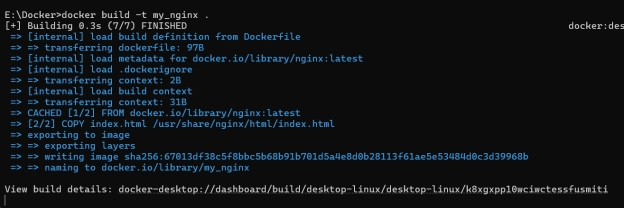 E:\Docker>docker build -t my_nginx .
[+] Building 0.3s (7/7) FINISHED docker:des
=> [internal] load build definition from Dockerfile
=> => transferring dockerfile: 97B
=> [internal] load metadata for docker.io/library/nginx:latest
=> [internal] load .dockerignore
=> => transferring context: 2B
=> [internal] load build context
=> => transferring context: 31B
=> CACHED [1/2] FROM docker.io/library/nginx:latest
=> [2/2] COPY index.html /usr/share/nginx/html/index.html
=> exporting to image
=> => exporting layers
=> => writing image sha256:67013df38c5f8bbc5b68b91b701d5a4e8d0b28113f61ae5e53484d0c3d39968b
=> => naming to docker.io/library/my_nginx
View build details: docker-desktop://dashboard/build/desktop-linux/desktop-linux/k8xgxpp10wciwctessfusmiti